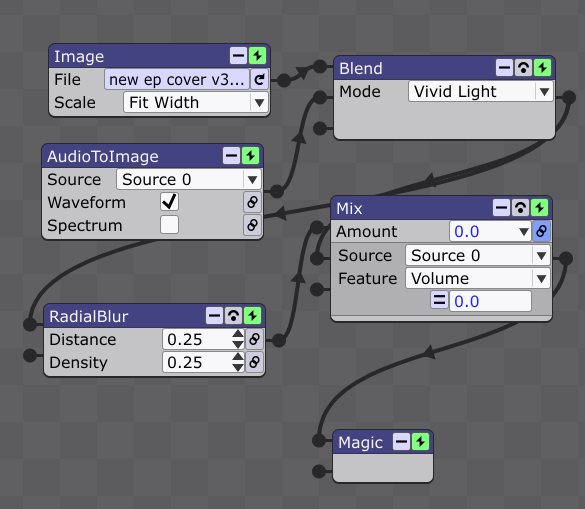 Image
File new ep cover v3...
Scale Fit Width
Blend
Mode Vivid Light
AudioToImage
Source Source 0
Waveform
Spectrum
Mix
Amount 0.0
Source Source 0
Feature Volume
= 0.0
RadialBlur
Distance 0.25
Density 0.25
Magic